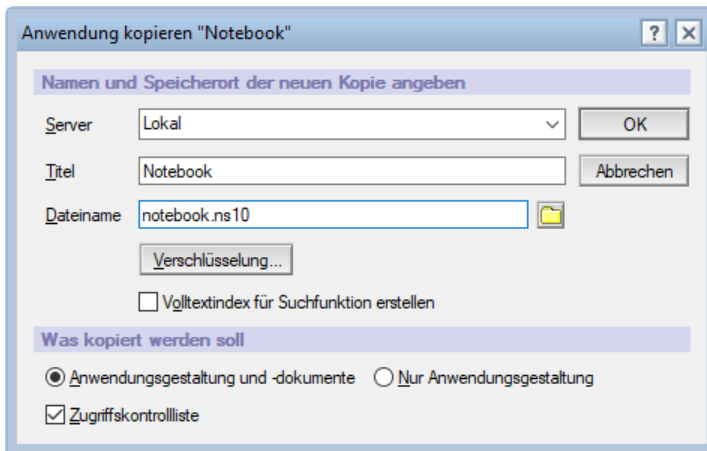 Anwendung kopieren "Notebook"
Namen und Speicherort der neuen Kopie angeben
Server Lokal OK
Titel Notebook Abbrechen
Dateiname notebook.ns10
Verschlüsselung...
Volltextindex für Suchfunktion erstellen
Was kopiert werden soll
Anwendungsgestaltung und -dokumente Nur Anwendungsgestaltung
Zugriffskontrollliste